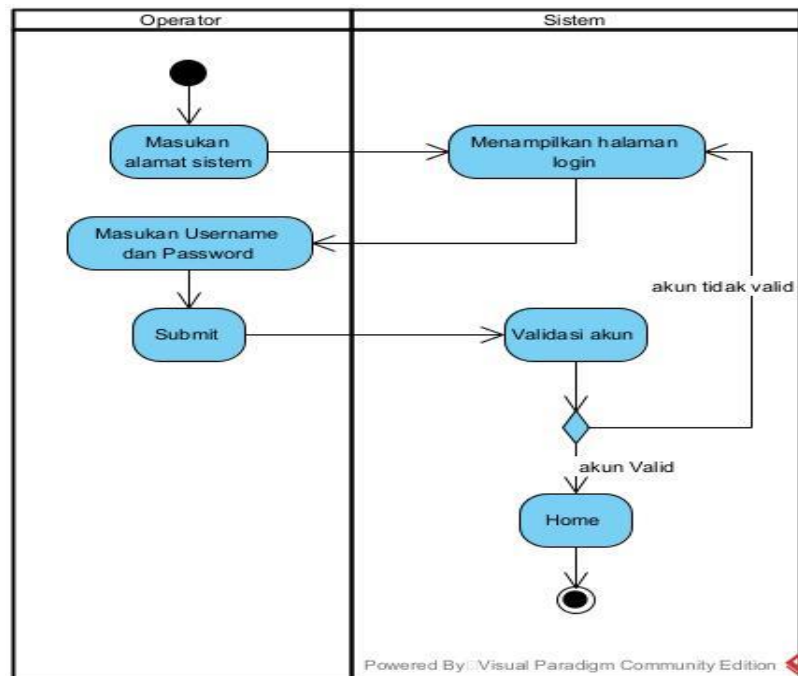 Operator
Sistem
Masukan
alamat sistem
Menampilkan halaman
login
Masukan Username
dan Password
akun tidak valid
Submit
Validasi akun
akun Valid
Home
Powered By Visual Paradigm Community Edition